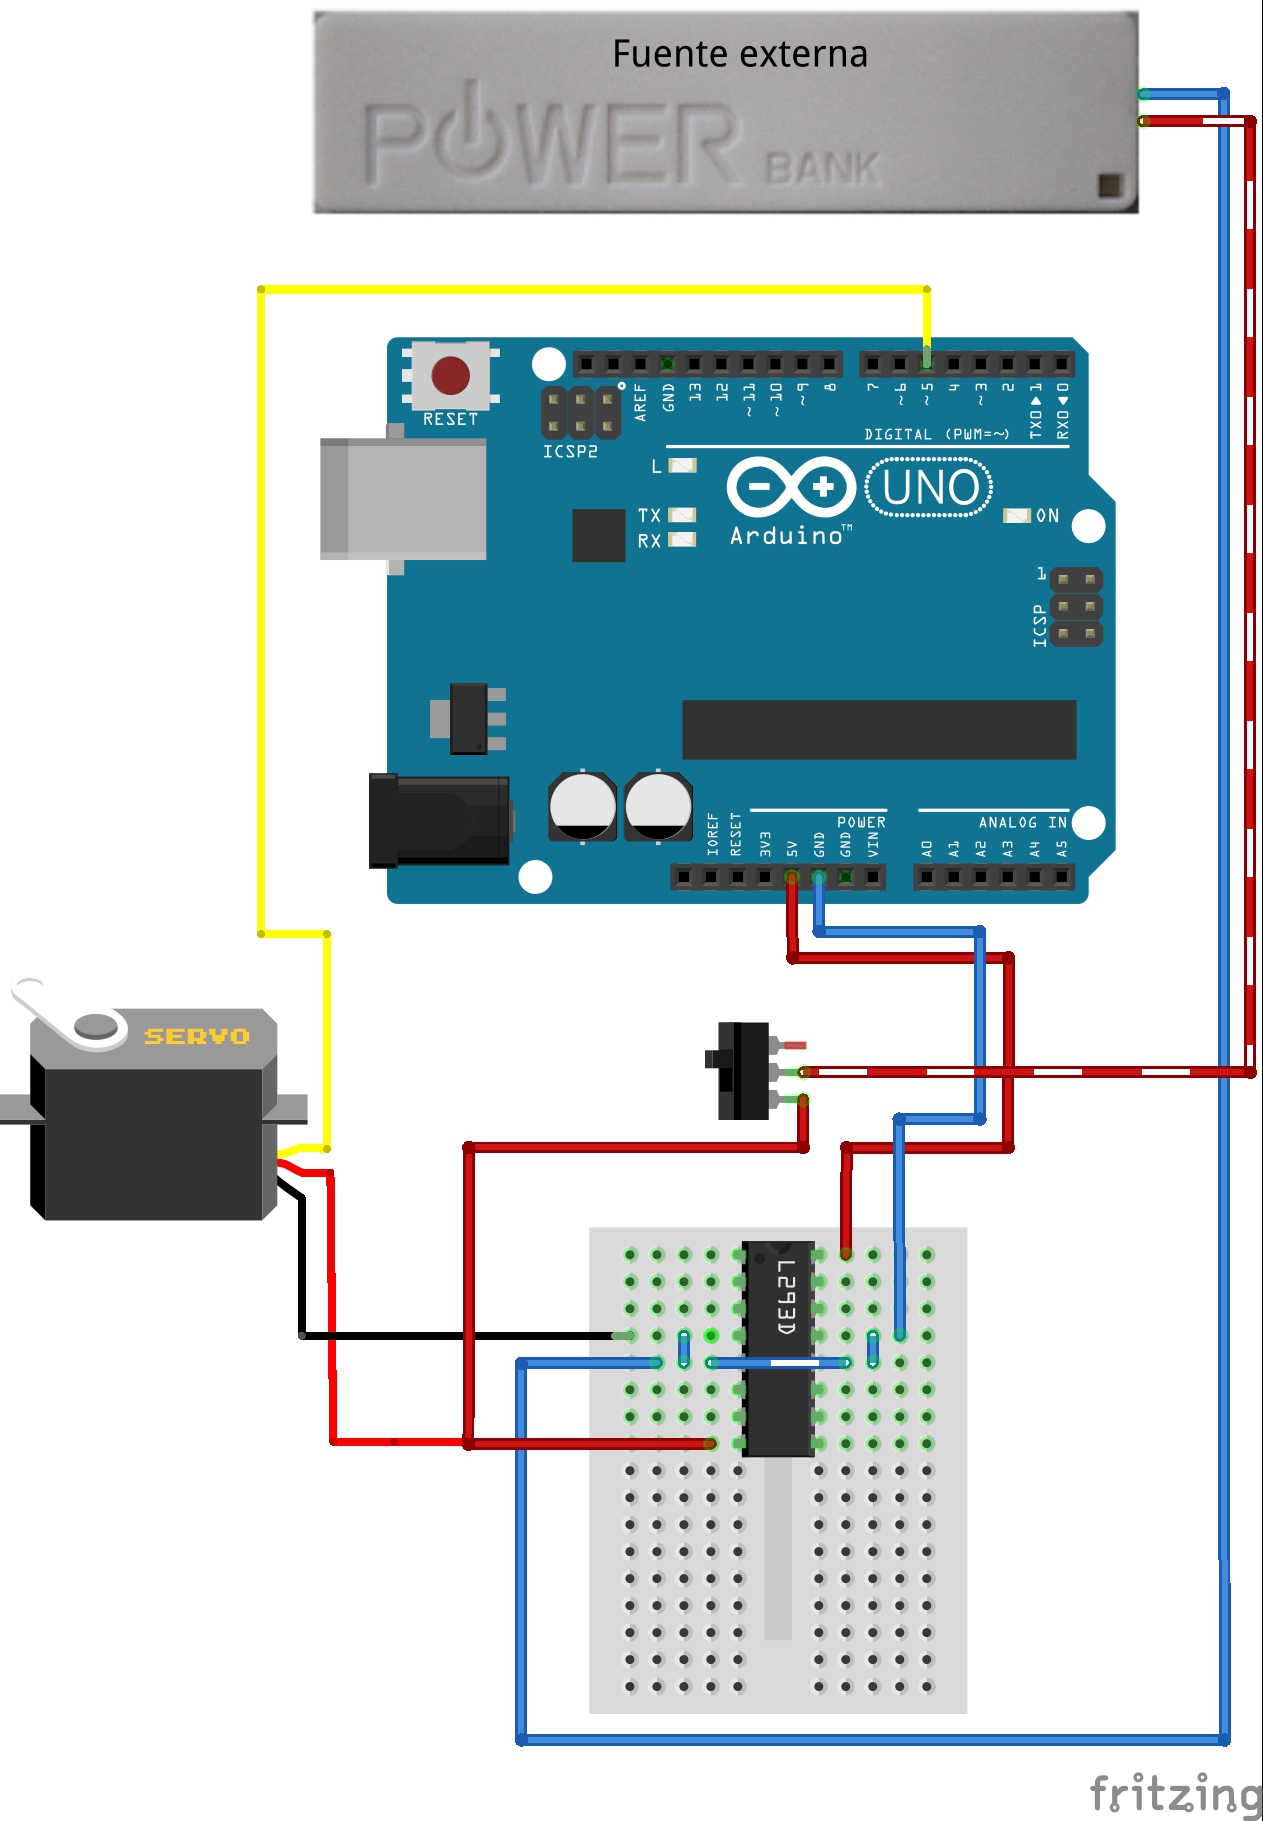 Fuente externa
POWER BANK
RESET
ICSP2
AREF
GND
13
12
~11
~10
~9
8
7
~6
~5
4
~3
2
TX0▶1
RX0◀0
DIGITAL (PWM=~)
L
TX
RX
Arduino™
UNO
ON
1
ICSP
POWER
ANALOG IN
IOREF
RESET
3V3
5V
GND
GND
VIN
A0
A1
A2
A3
A4
A5
SERVO
L293D
fritzing